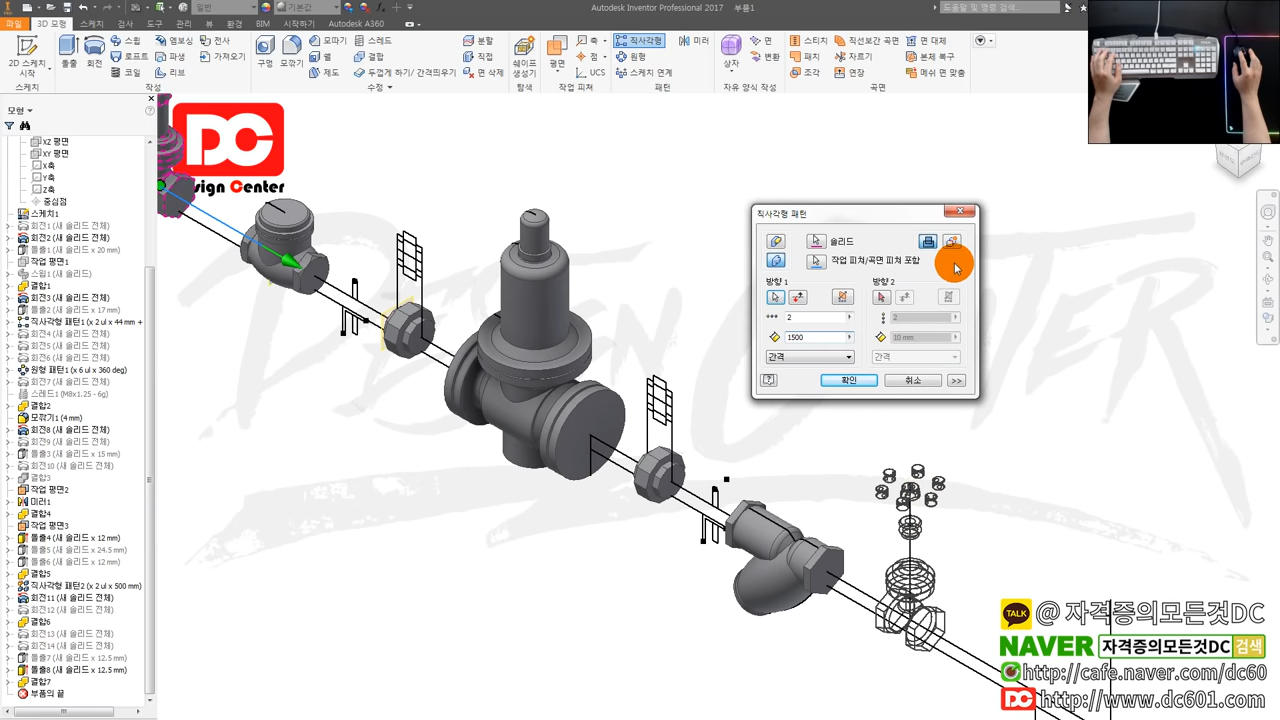 일반
기본
Autodesk Inventor Professional 2017 부품1
도움말 및 명령 검색...
파일
3D 모형
스케치
검사
도구
관리
뷰
환경
BIM
시작하기
Autodesk A360
2D 스케치 시작
스케치
돌출
회전
스윕
로프트
코일
엠보싱
파생
리브
전사
가져오기
작성
구멍
모깎기
모따기
쉘
제도
스레드
결합
두껍게 하기/ 간격띄우기
분할
직접
면 삭제
수정
쉐이프 생성기
탐색
평면
축
점
UCS
작업 피쳐
직사각형
원형
스케치 연계
미러
패턴
상자
면
변환
자유 양식 작성
스티치
패치
조각
직선보간 곡면
자르기
연장
면 대체
본체 복구
메쉬 면 맞춤
곡면
모형
XZ 평면
XY 평면
X축
Y축
Z축
중심점
스케치1
회전1 (새 솔리드 전체)
회전2 (새 솔리드 전체)
돌출1 (새 솔리드 x 20 mm)
작업 평면1
스윕1 (새 솔리드)
결합1
회전3 (새 솔리드 전체)
돌출2 (새 솔리드 x 17 mm)
직사각형 패턴1 (x 2 ul x 44 mm +
회전4 (새 솔리드 전체)
회전5 (새 솔리드 전체)
회전6 (새 솔리드 전체)
원형 패턴1 (x 6 ul x 360 deg)
회전7 (새 솔리드 전체)
스레드1 (M8x1.25 - 6g)
결합2
모깎기1 (4 mm)
회전8 (새 솔리드 전체)
회전9 (새 솔리드 전체)
돌출3 (새 솔리드 x 15 mm)
회전10 (새 솔리드 전체)
결합3
작업 평면2
미러1
결합4
작업 평면3
돌출4 (새 솔리드 x 12 mm)
돌출5 (새 솔리드 x 24.5 mm)
돌출6 (새 솔리드 x 12 mm)
결합5
직사각형 패턴2 (x 2 ul x 500 mm)
회전11 (새 솔리드 전체)
회전12 (새 솔리드 전체)
결합6
회전13 (새 솔리드 전체)
회전14 (새 솔리드 전체)
돌출7 (새 솔리드 x 12.5 mm)
돌출8 (새 솔리드 x 12.5 mm)
결합7
부품의 끝
DC
Design Center
DESIGN CENTER
직사각형 패턴
솔리드
작업 피쳐/곡면 피쳐 포함
방향 1
방향 2
2
2
1500
10 mm
간격
간격
확인
취소
>>
TALK @ 자격증의모든것DC
NAVER 자격증의모든것DC 검색
http://cafe.naver.com/dc60
DC http://www.dc601.com